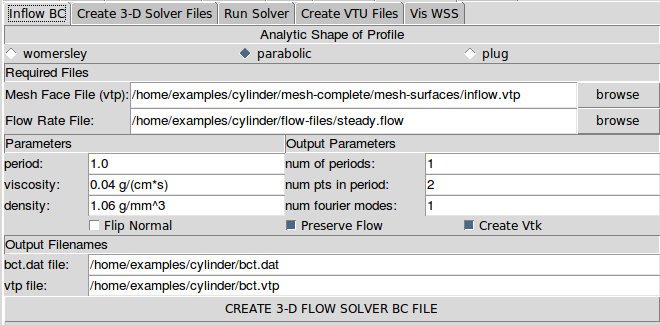 Inflow BC Create 3-D Solver Files Run Solver Create VTU Files Vis WSS
Analytic Shape of Profile
womersley parabolic plug
Required Files
Mesh Face File (vtp): /home/examples/cylinder/mesh-complete/mesh-surfaces/inflow.vtp browse
Flow Rate File: /home/examples/cylinder/flow-files/steady.flow browse
Parameters Output Parameters
period: 1.0 num of periods: 1
viscosity: 0.04 g/(cm*s) num pts in period: 2
density: 1.06 g/mm^3 num fourier modes: 1
Flip Normal Preserve Flow Create Vtk
Output Filenames
bct.dat file: /home/examples/cylinder/bct.dat
vtp file: /home/examples/cylinder/bct.vtp
CREATE 3-D FLOW SOLVER BC FILE